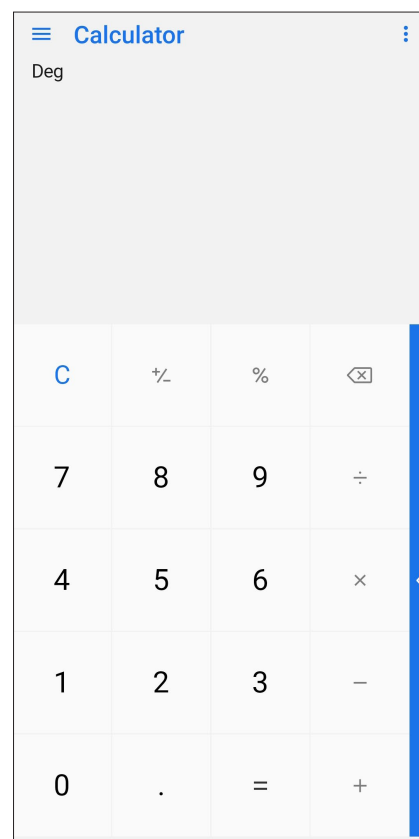 Calculator
Deg
C +/- %
7 8 9 ÷
4 5 6 ×
1 2 3 −
0 . = +